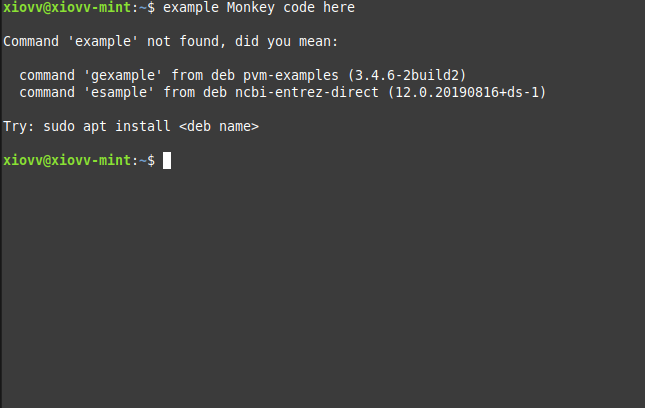 xiovv@xiovv-mint:~$ example Monkey code here
Command 'example' not found, did you mean:
command 'gexample' from deb pvm-examples (3.4.6-2build2)
command 'esample' from deb ncbi-entrez-direct (12.0.20190816+ds-1)
Try: sudo apt install <deb name>
xiovv@xiovv-mint:~$